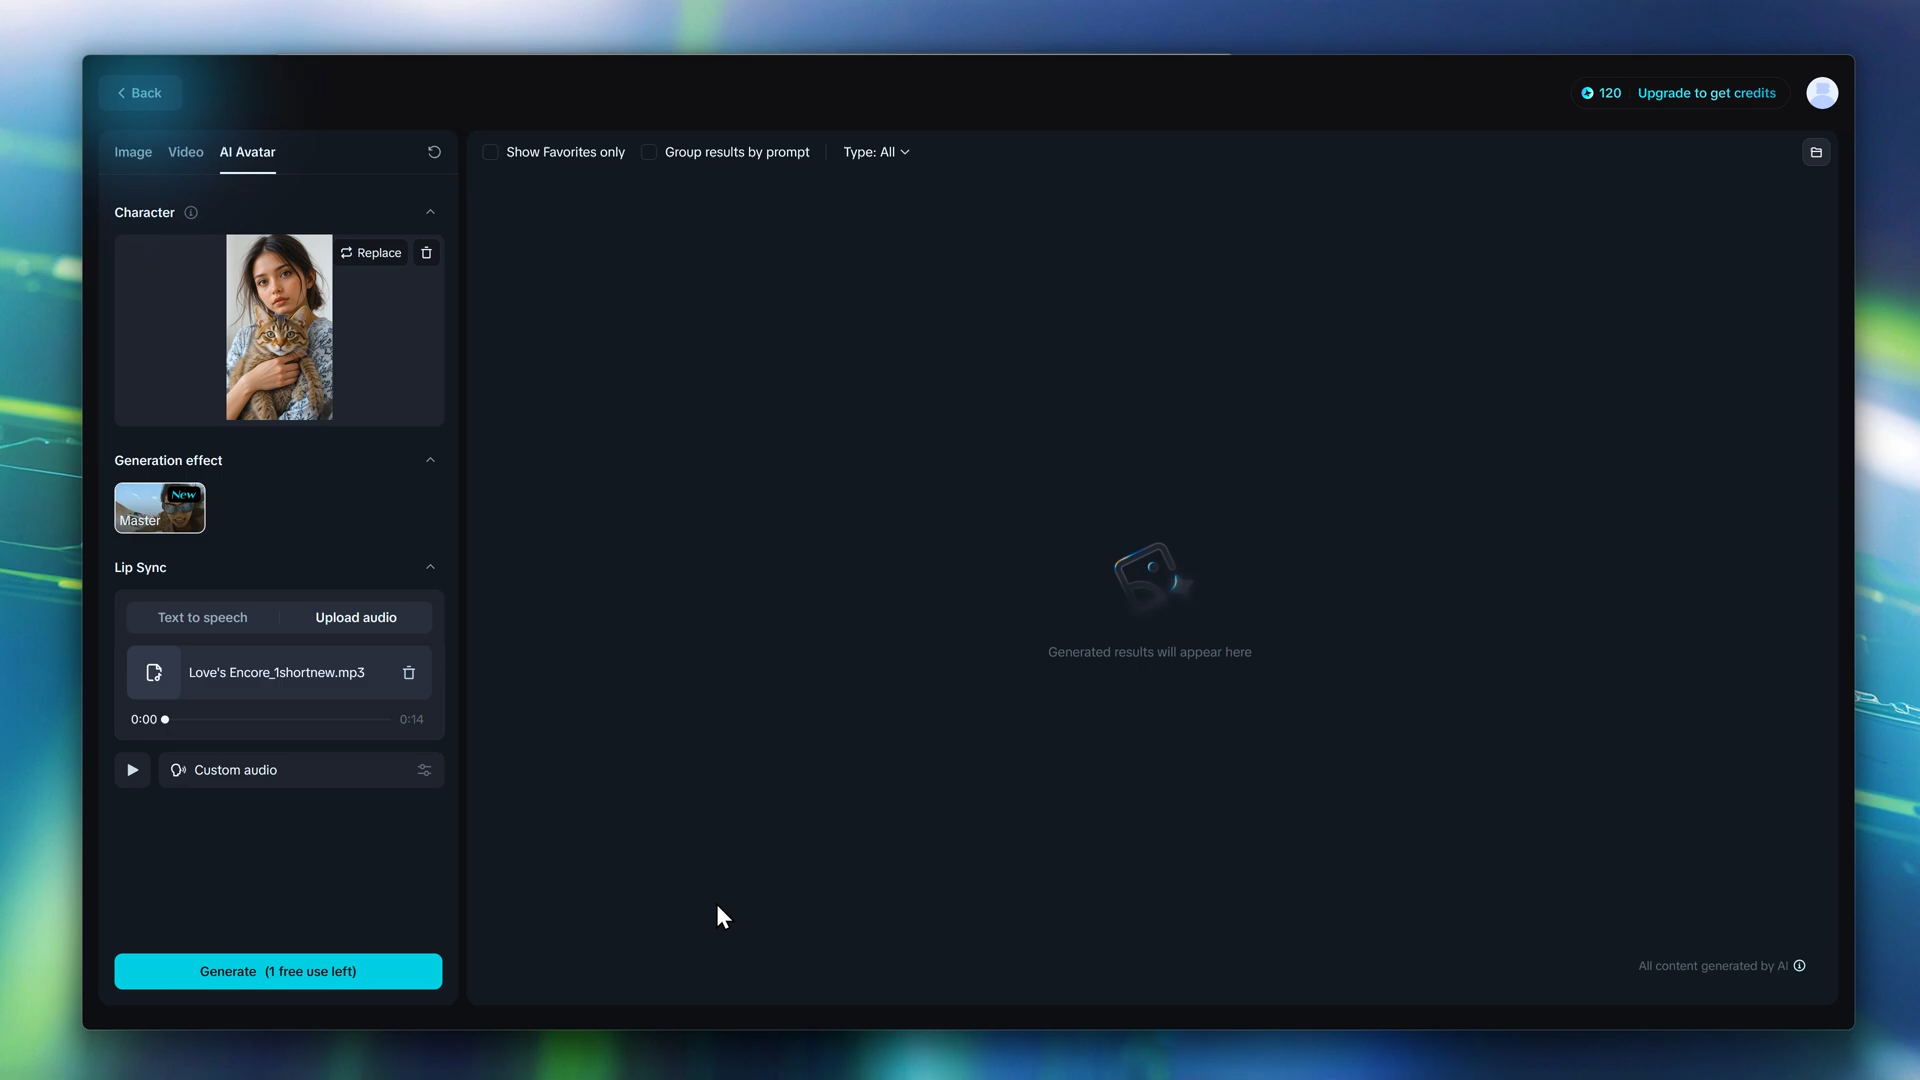 Back
120 Upgrade to get credits
Image Video AI Avatar
Show Favorites only Group results by prompt Type: All
Character
Replace
Generation effect
New
Master
Lip Sync
Text to speech Upload audio
Love's Encore_1shortnew.mp3
0:00 0:14
Custom audio
Generated results will appear here
Generate (1 free use left)
All content generated by AI